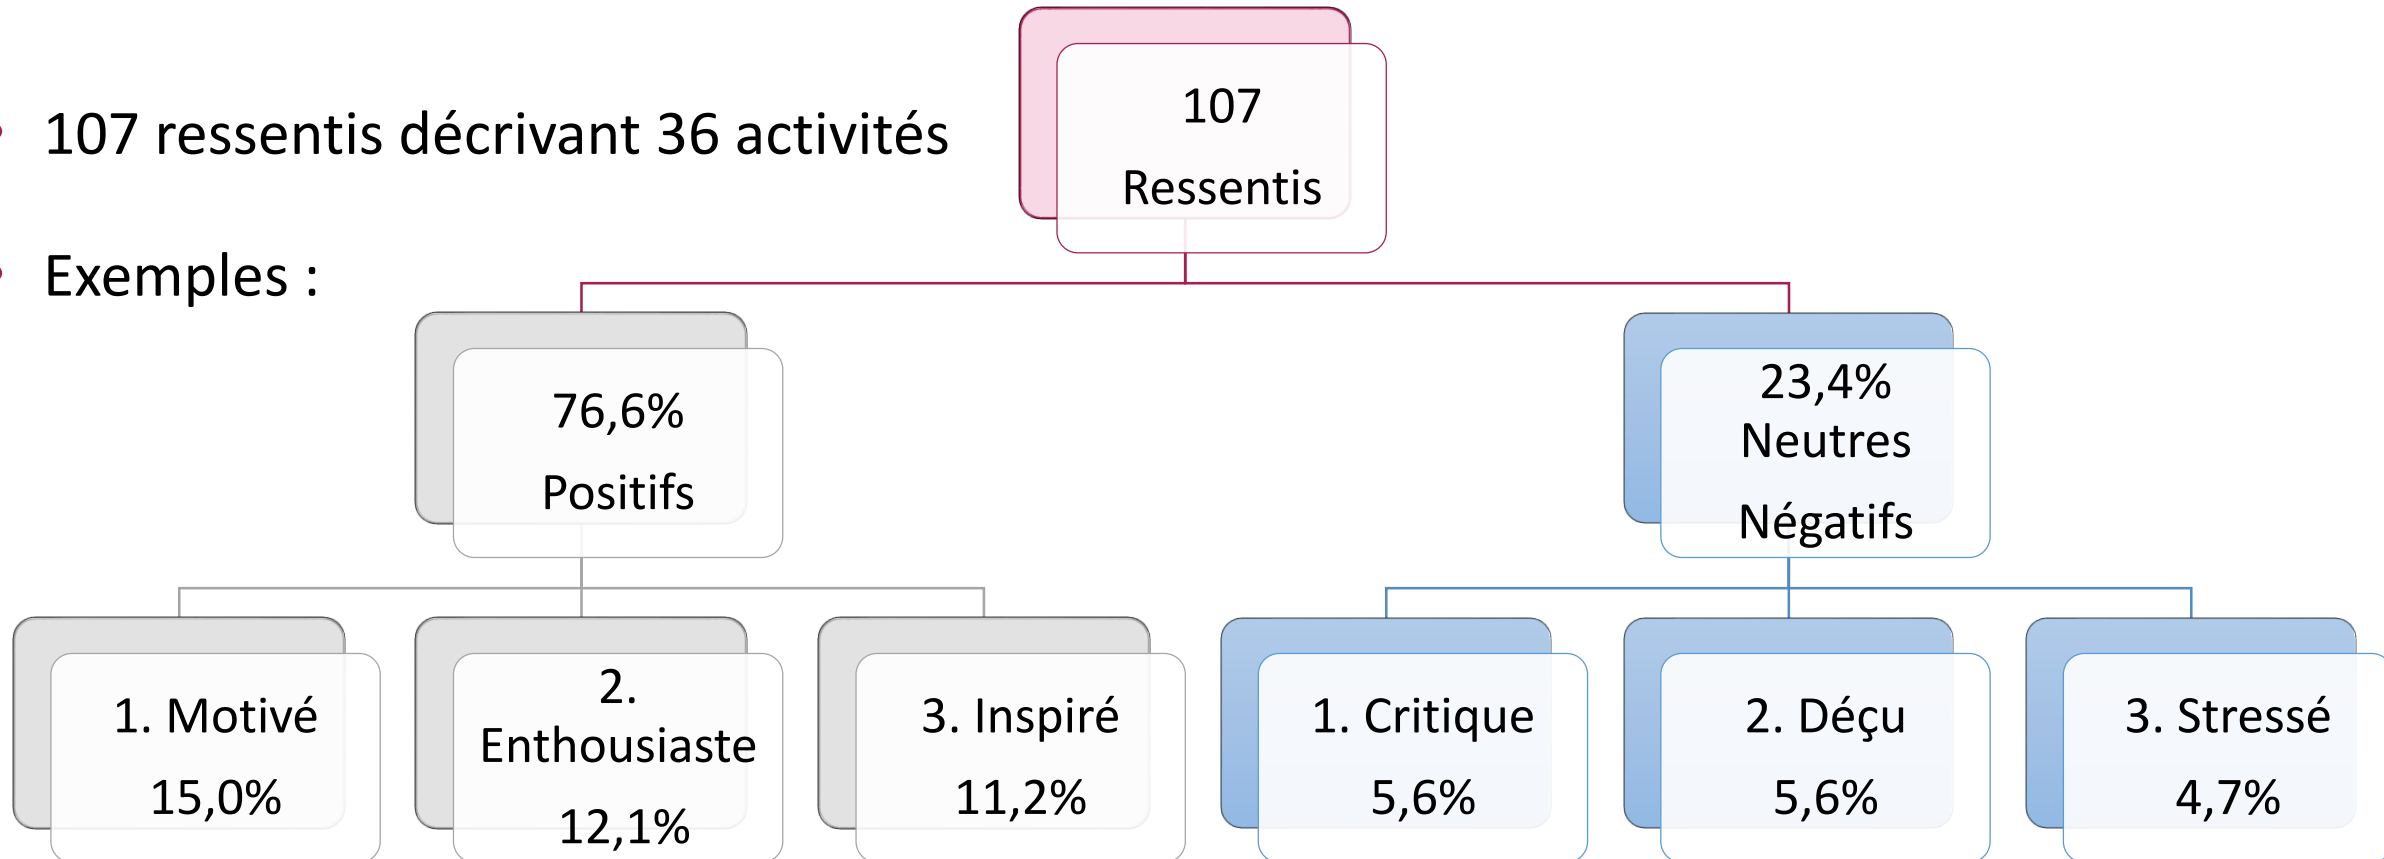 • 107 ressentis décrivant 36 activités
• Exemples :
107
Ressentis
76,6%
Positifs
23,4%
Neutres
Négatifs
1. Motivé
15,0%
2.
Enthousiaste
12,1%
3. Inspiré
11,2%
1. Critique
5,6%
2. Déçu
5,6%
3. Stressé
4,7%